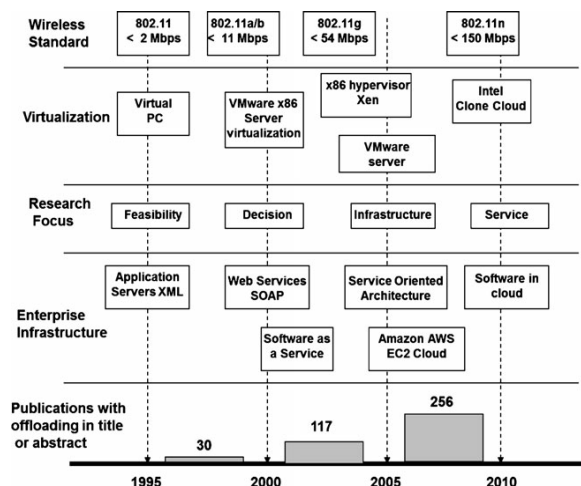 Wireless
Standard
802.11
< 2 Mbps
802.11a/b
< 11 Mbps
802.11g
< 54 Mbps
802.11n
< 150 Mbps
Virtualization
Virtual
PC
VMware x86
Server
virtualization
x86 hypervisor
Xen
VMware
server
Intel
Clone Cloud
Research
Focus
Feasibility
Decision
Infrastructure
Service
Enterprise
Infrastructure
Application
Servers XML
Web Services
SOAP
Service Oriented
Architecture
Software in
cloud
Software as
a Service
Amazon AWS
EC2 Cloud
Publications with
offloading in title
or abstract
30
117
256
1995
2000
2005
2010